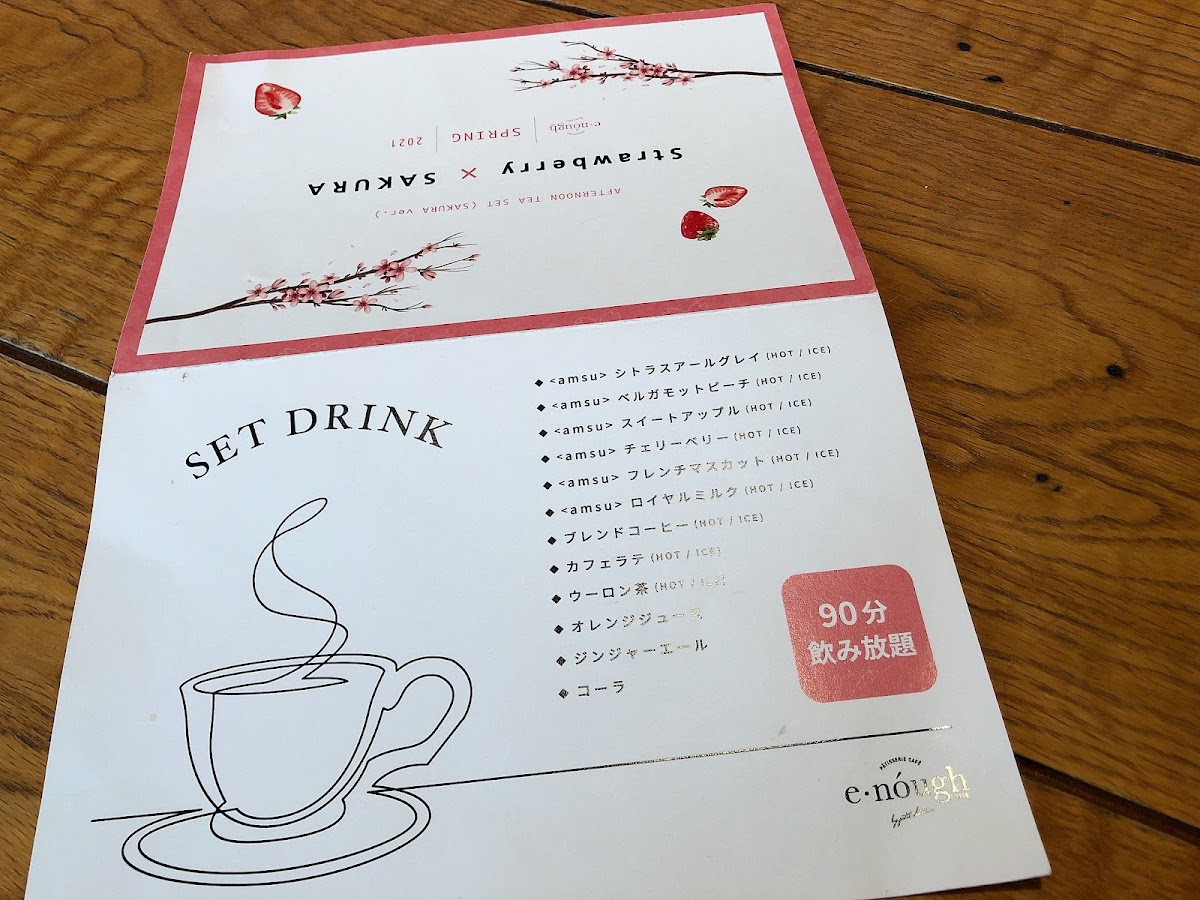 e·nough | SPRING | 2021
Strawberry × SAKURA
AFTERNOON TEA SET (SAKURA ver.)
SET DRINK
◆ <amsu> シトラスアールグレイ (HOT / ICE)
◆ <amsu> ベルガモットピーチ (HOT / ICE)
◆ <amsu> スイートアップル (HOT / ICE)
◆ <amsu> チェリーベリー (HOT / ICE)
◆ <amsu> フレンチマスカット (HOT / ICE)
◆ <amsu> ロイヤルミルク (HOT / ICE)
◆ ブレンドコーヒー (HOT / ICE)
◆ カフェラテ (HOT / ICE)
◆ ウーロン茶 (HOT / ICE)
◆ オレンジジュース
◆ ジンジャーエール
◆ コーラ
90分
飲み放題
PÂTISSERIE CAFÉ
e·nóugh